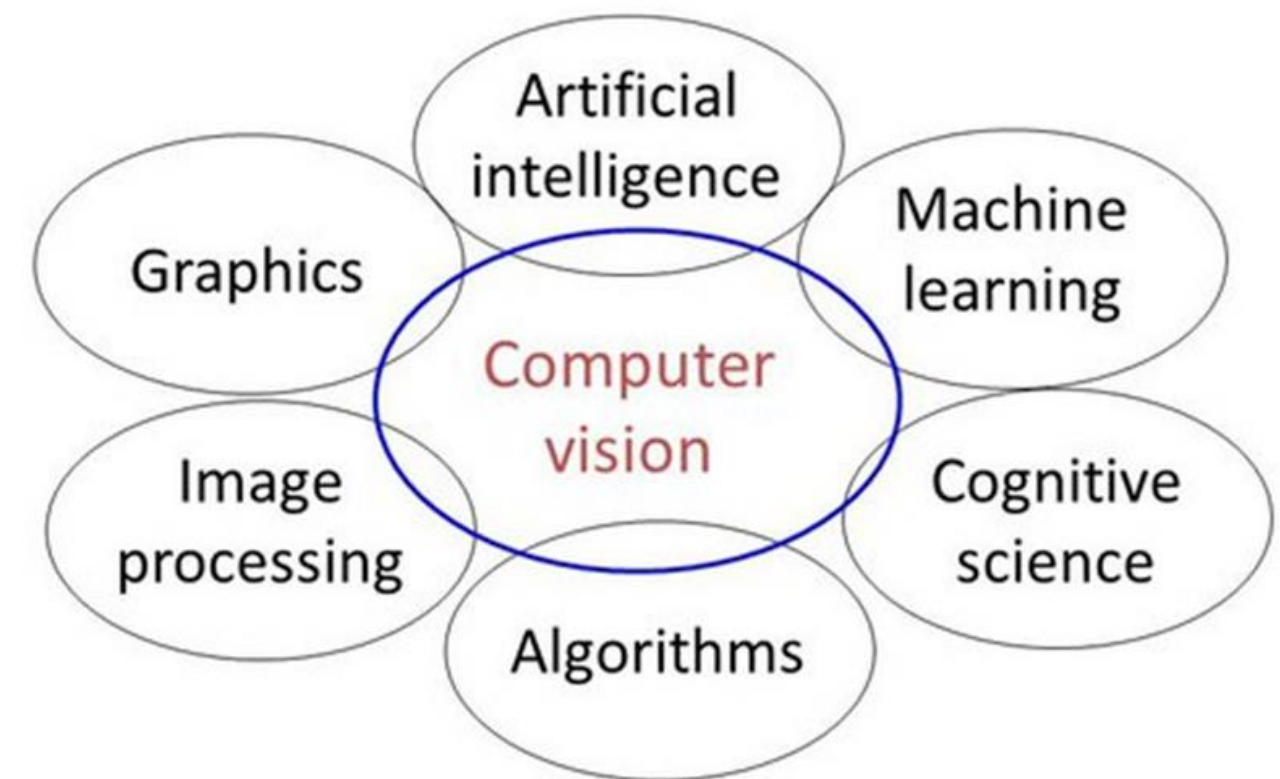 Artificial
intelligence
Machine
learning
Graphics
Computer
vision
Image
processing
Cognitive
science
Algorithms